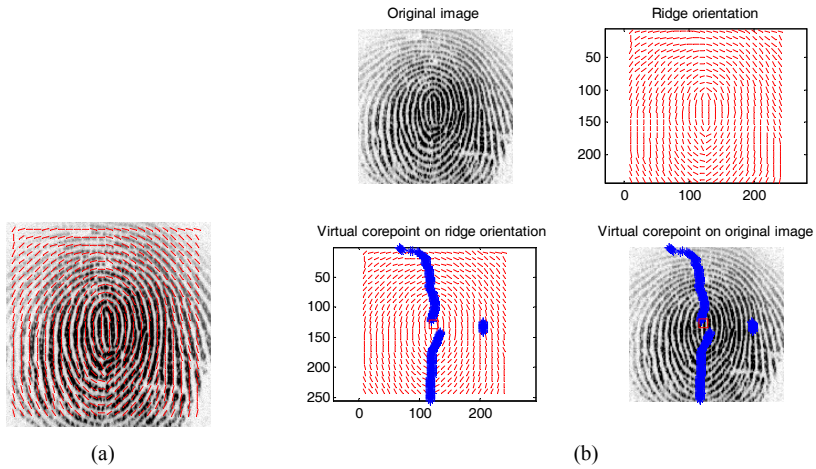 Original image
Ridge orientation
50
100
150
200
0 100 200
Virtual corepoint on ridge orientation
Virtual corepoint on original image
50
100
150
200
250
0 100 200
(a)
(b)